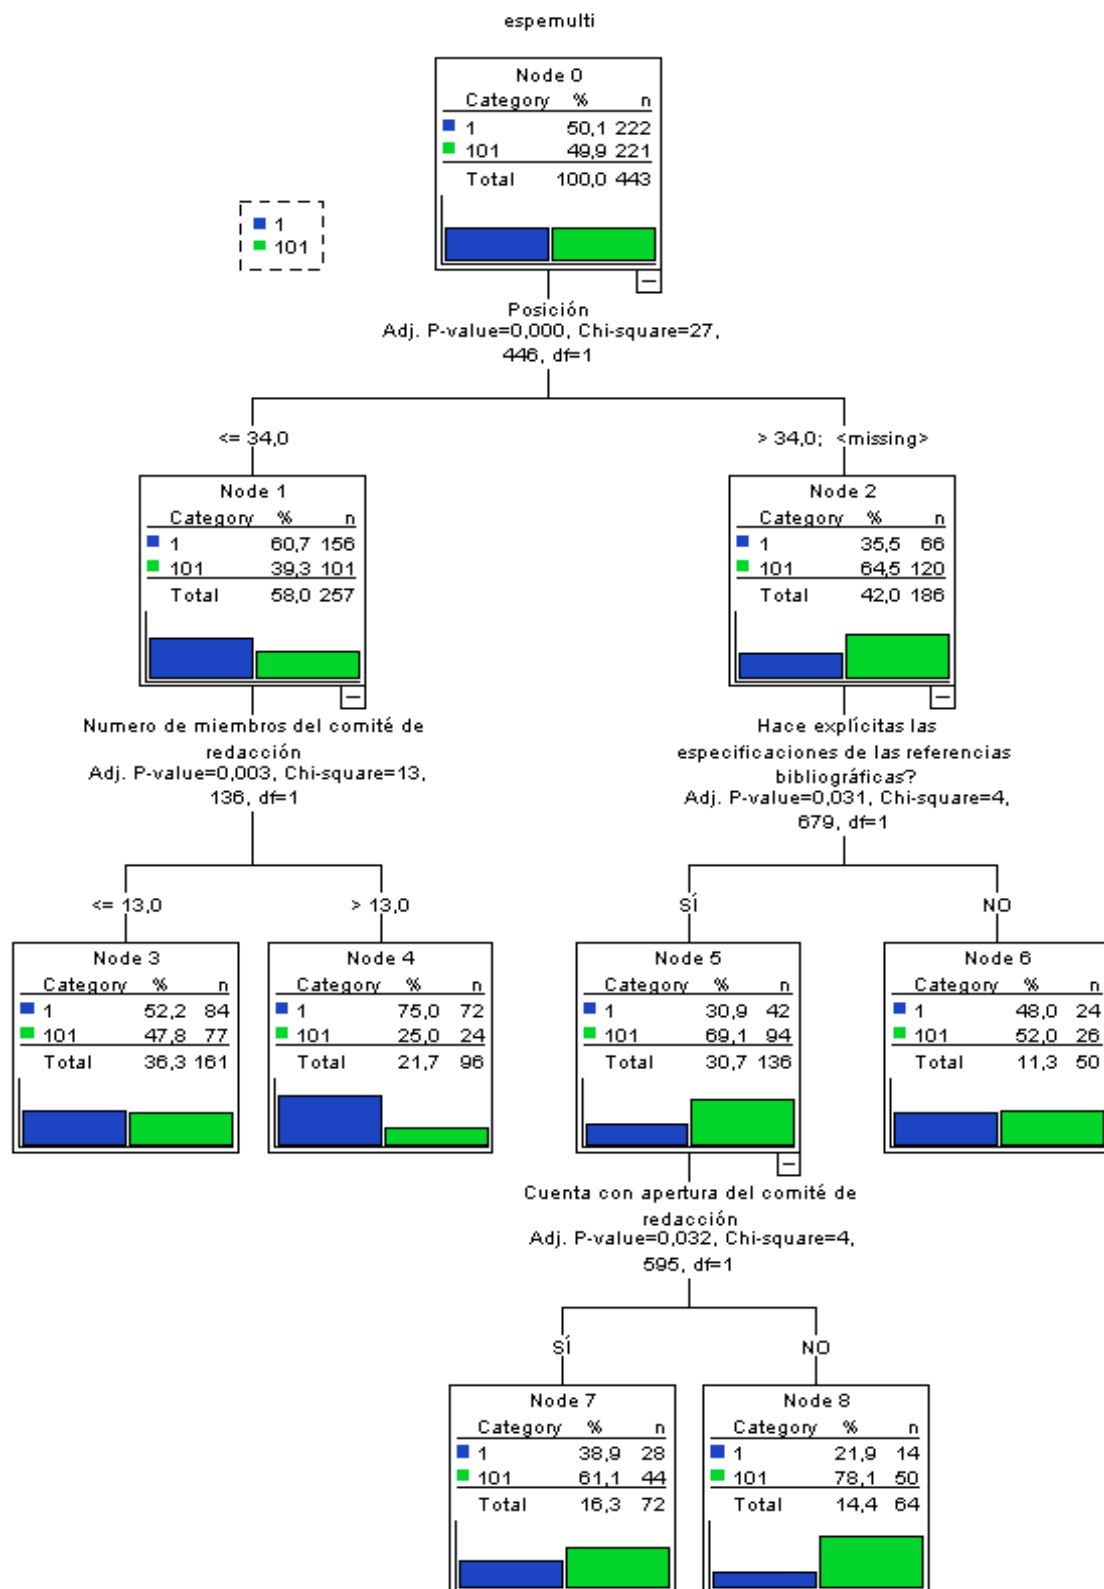 espemulti
Node 0
Category % n
1 50,1 222
101 49,9 221
Total 100,0 443
1
101
Posición
Adj. P-value=0,000, Chi-square=27,
446, df=1
<= 34,0
> 34,0; <missing>
Node 1
Category % n
1 60,7 156
101 39,3 101
Total 58,0 257
Node 2
Category % n
1 35,5 66
101 64,5 120
Total 42,0 186
Numero de miembros del comité de
redacción
Adj. P-value=0,003, Chi-square=13,
136, df=1
Hace explícitas las
especificaciones de las referencias
bibliográficas?
Adj. P-value=0,031, Chi-square=4,
679, df=1
<= 13,0
> 13,0
SÍ
NO
Node 3
Category % n
1 52,2 84
101 47,8 77
Total 36,3 161
Node 4
Category % n
1 75,0 72
101 25,0 24
Total 21,7 96
Node 5
Category % n
1 30,9 42
101 69,1 94
Total 30,7 136
Node 6
Category % n
1 48,0 24
101 52,0 26
Total 11,3 50
Cuenta con apertura del comité de
redacción
Adj. P-value=0,032, Chi-square=4,
595, df=1
SÍ
NO
Node 7
Category % n
1 38,9 28
101 61,1 44
Total 16,3 72
Node 8
Category % n
1 21,9 14
101 78,1 50
Total 14,4 64